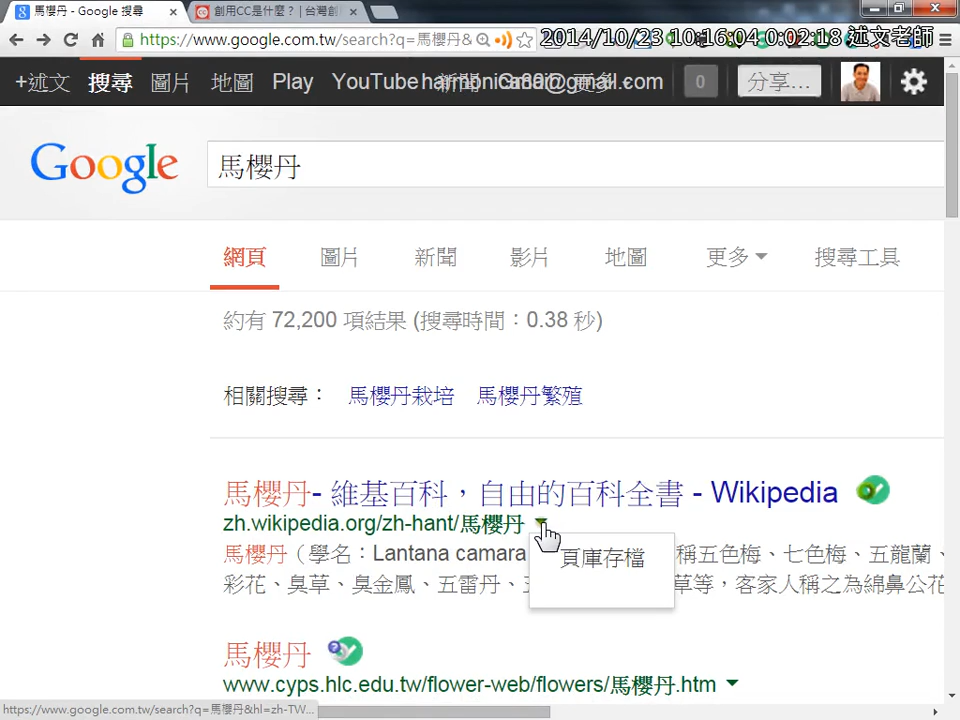 馬櫻丹 - Google 搜尋
創用CC是什麼？ | 台灣創
https://www.google.com.tw/search?q=馬櫻丹&
2014/10/23 10:16:04 0:02:18 述文老師
+述文 搜尋 圖片 地圖 Play YouTube 新聞 更多
0 分享...
Google 馬櫻丹
網頁 圖片 新聞 影片 地圖 更多 搜尋工具
約有 72,200 項結果 (搜尋時間：0.38 秒)
相關搜尋： 馬櫻丹栽培 馬櫻丹繁殖
馬櫻丹- 維基百科，自由的百科全書 - Wikipedia
zh.wikipedia.org/zh-hant/馬櫻丹
頁庫存檔
馬櫻丹（學名：Lantana camara 稱五色梅、七色梅、五龍蘭、
彩花、臭草、臭金鳳、五雷丹、 草等，客家人稱之為綿鼻公花
馬櫻丹
www.cyps.hlc.edu.tw/flower-web/flowers/馬櫻丹.htm
https://www.google.com.tw/search?q=馬櫻丹&hl=zh-TW...